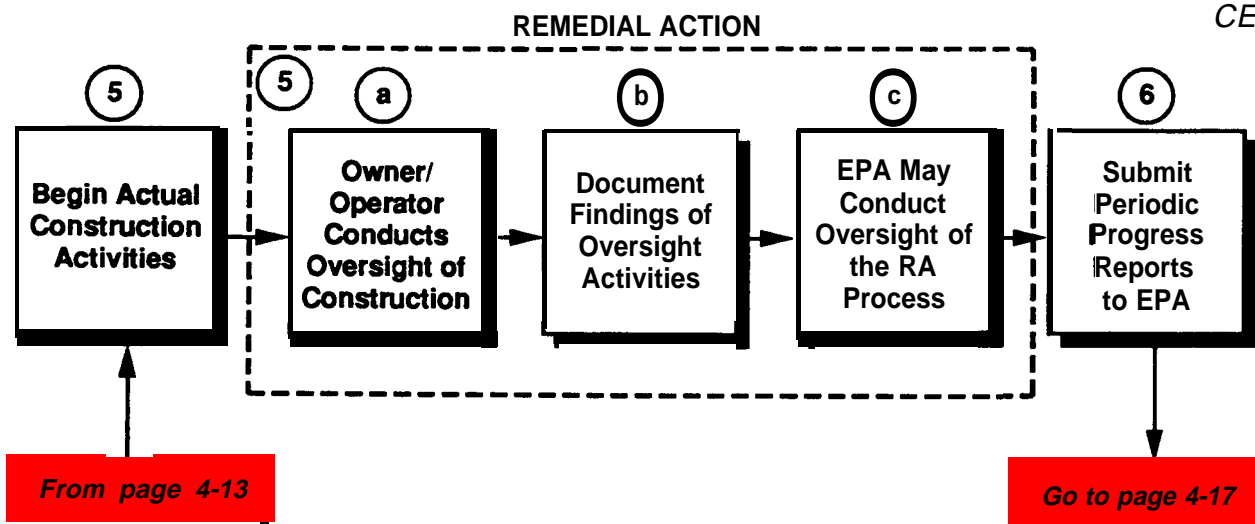 CE
REMEDIAL ACTION
5
5
a
b
c
6
Begin Actual
Construction
Activities
Owner/
Operator
Conducts
Oversight of
Construction
Document
Findings of
Oversight
Activities
EPA May
Conduct
Oversight of
the RA
Process
Submit
Periodic
Progress
Reports
to EPA
From page 4-13
Go to page 4-17